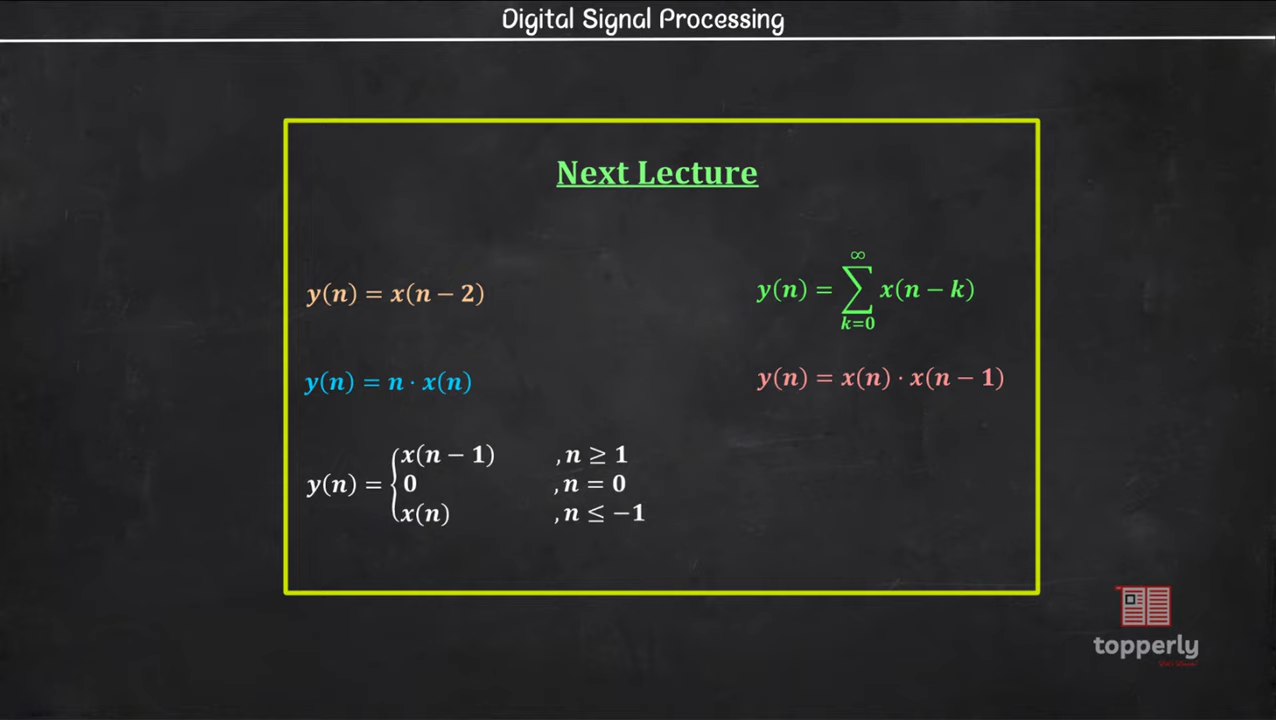 Digital Signal Processing
Next Lecture
y(n) = x(n − 2)
y(n) = n · x(n)
y(n) = {x(n − 1) , n ≥ 1
0 , n = 0
x(n) , n ≤ −1
y(n) = ∑_{k=0}^{∞} x(n − k)
y(n) = x(n) · x(n − 1)
topperly